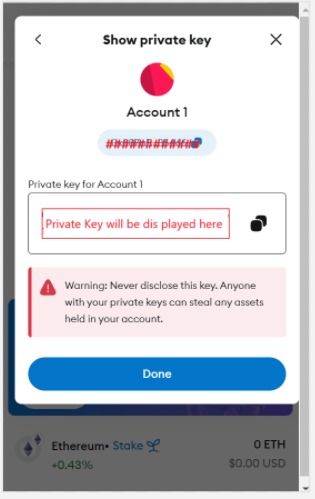 Show private key
Account 1
##########
Private key for Account 1
Private Key will be dis played here
Warning: Never disclose this key. Anyone
with your private keys can steal any assets
held in your account.
Done
Ethereum• Stake
0 ETH
+0.43%
$0.00 USD